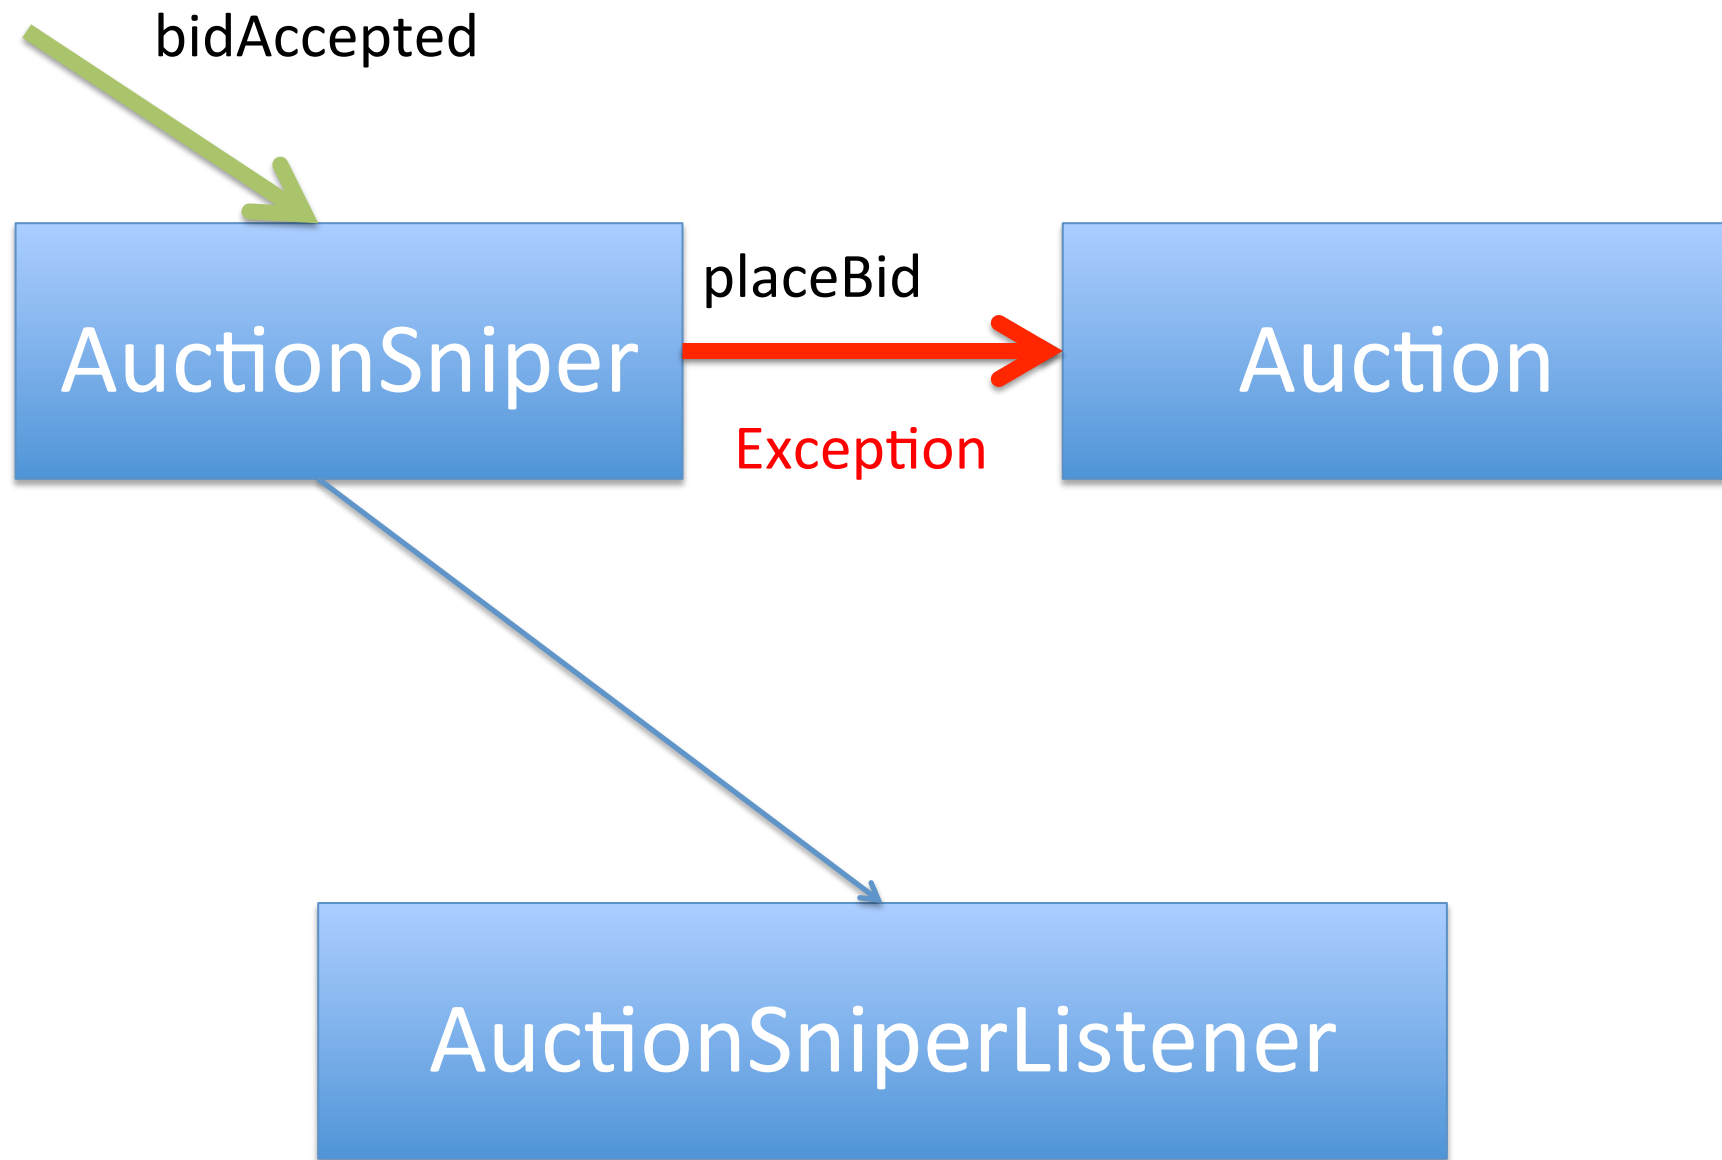 bidAccepted
placeBid
AuctionSniper
Auction
Exception
AuctionSniperListener